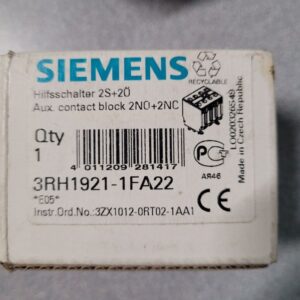 SIEMENS
RECYCLABLE
Hilfsschalter 2S+2Ö
Aux. contact block 2NO+2NC
Qty
1
4 011209 281417
3RH1921-1FA22
*E05*
Instr.Ord.No.:3ZX1012-0RT02-1AA1
АЯ46
Made in Czech Republic